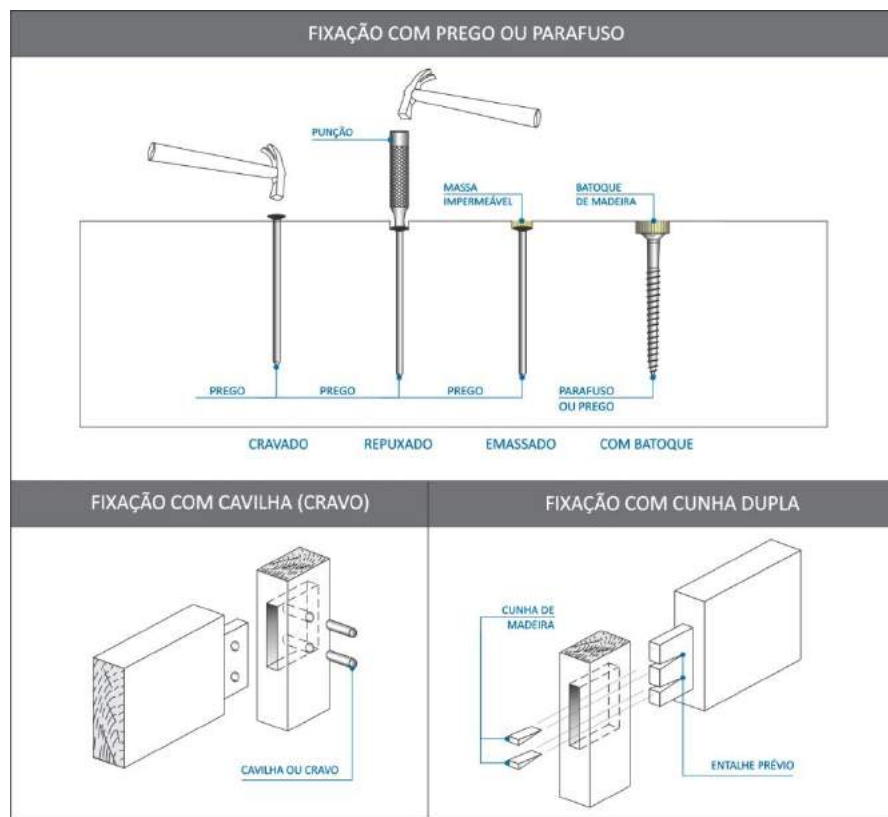 FIXAÇÃO COM PREGO OU PARAFUSO
PUNÇÃO
MASSA
IMPERMEÁVEL
BATOQUE
DE MADEIRA
PREGO
PREGO
PREGO
PARAFUSO
OU PREGO
CRAVADO
REPUXADO
EMASSADO
COM BATOQUE
FIXAÇÃO COM CAVILHA (CRAVO)
CAVILHA OU CRAVO
FIXAÇÃO COM CUNHA DUPLA
CUNHA DE
MADEIRA
ENTALHE PRÉVIO